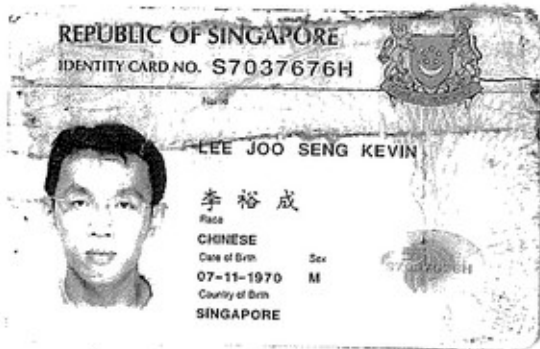 REPUBLIC OF SINGAPORE
IDENTITY CARD NO. S7037676H
Name
LEE JOO SENG KEVIN
李裕成
Race
CHINESE
Date of Birth Sex
07-11-1970 M
Country of Birth
SINGAPORE